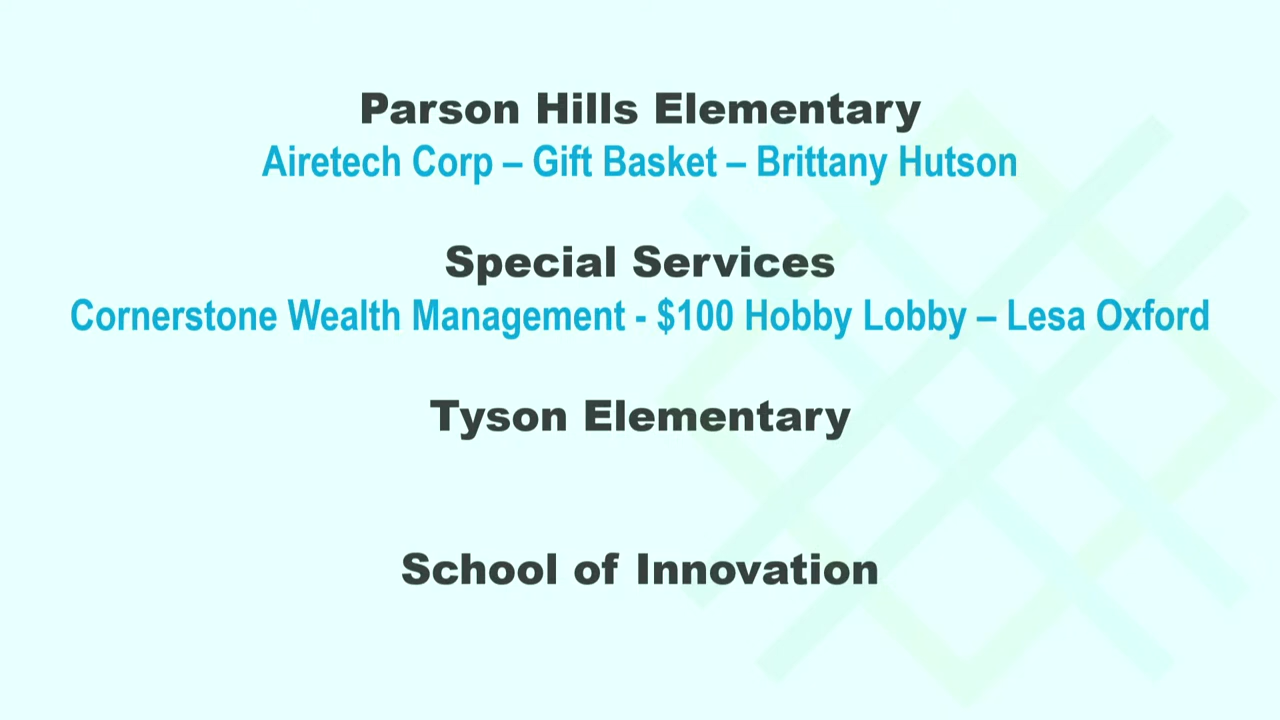 Parson Hills Elementary
Airetech Corp – Gift Basket – Brittany Hutson
Special Services
Cornerstone Wealth Management - $100 Hobby Lobby – Lesa Oxford
Tyson Elementary
School of Innovation